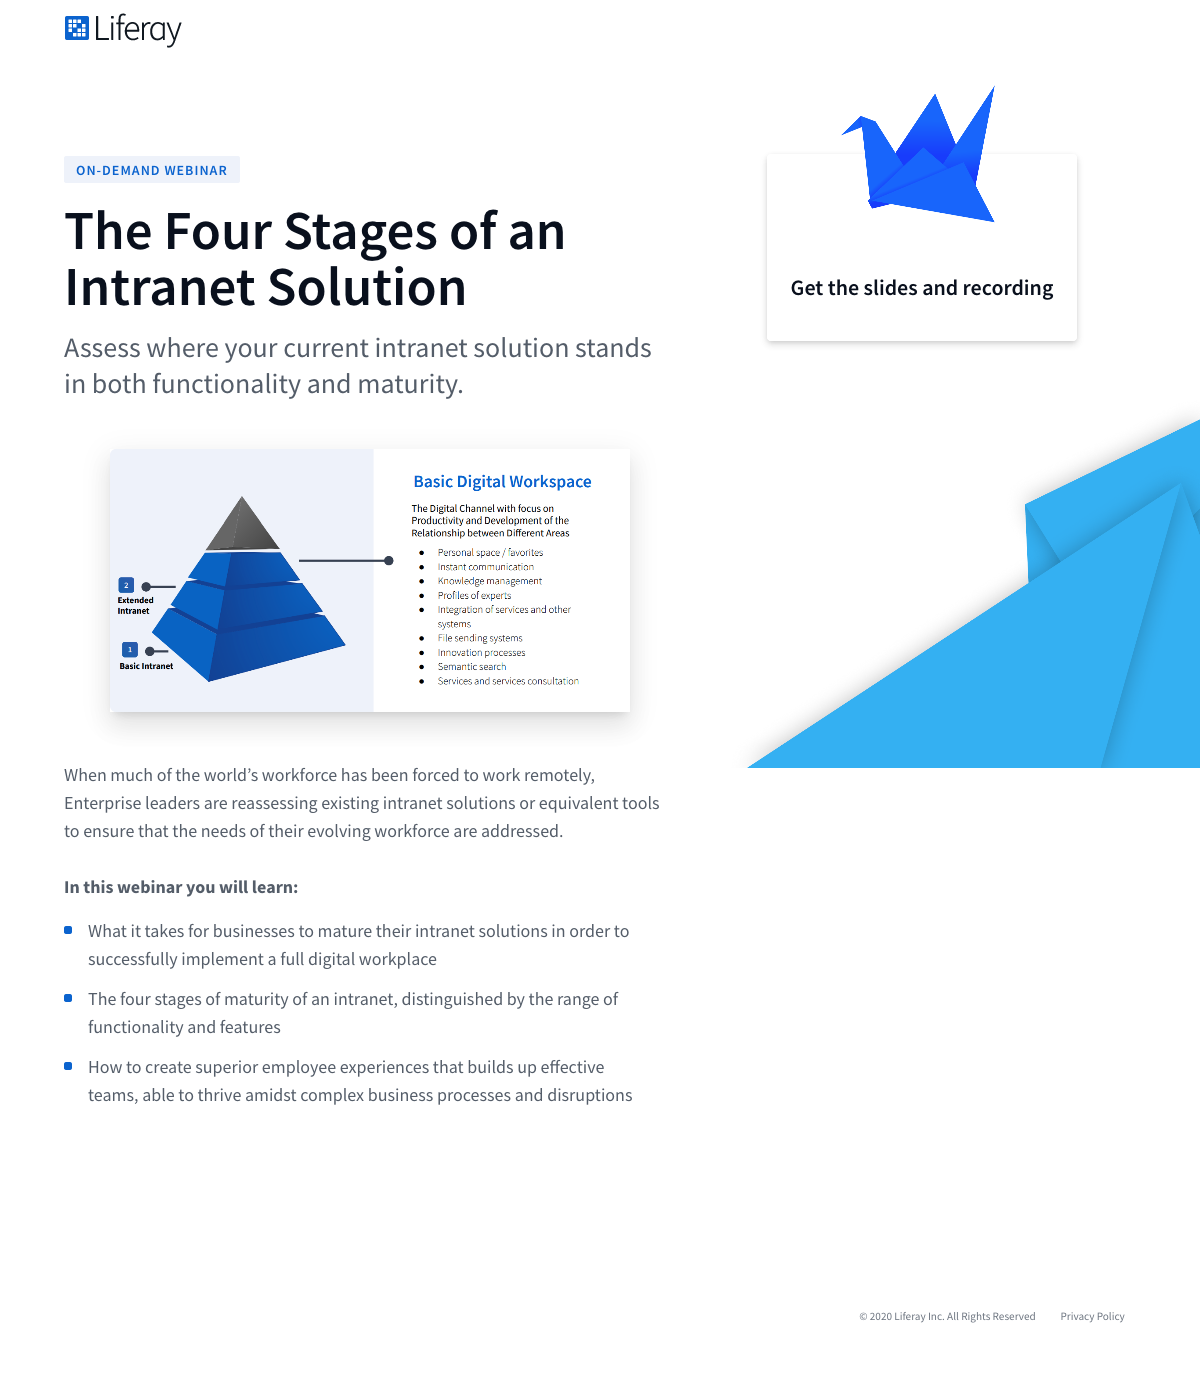 Liferay
ON-DEMAND WEBINAR
The Four Stages of an
Intranet Solution
Assess where your current intranet solution stands
in both functionality and maturity.
Get the slides and recording
2
Extended
Intranet
1
Basic Intranet
Basic Digital Workspace
The Digital Channel with focus on
Productivity and Development of the
Relationship between Different Areas
● Personal space / favorites
● Instant communication
● Knowledge management
● Profiles of experts
● Integration of services and other
systems
● File sending systems
● Innovation processes
● Semantic search
● Services and services consultation
When much of the world’s workforce has been forced to work remotely,
Enterprise leaders are reassessing existing intranet solutions or equivalent tools
to ensure that the needs of their evolving workforce are addressed.
In this webinar you will learn:
What it takes for businesses to mature their intranet solutions in order to
successfully implement a full digital workplace
The four stages of maturity of an intranet, distinguished by the range of
functionality and features
How to create superior employee experiences that builds up effective
teams, able to thrive amidst complex business processes and disruptions
© 2020 Liferay Inc. All Rights Reserved Privacy Policy